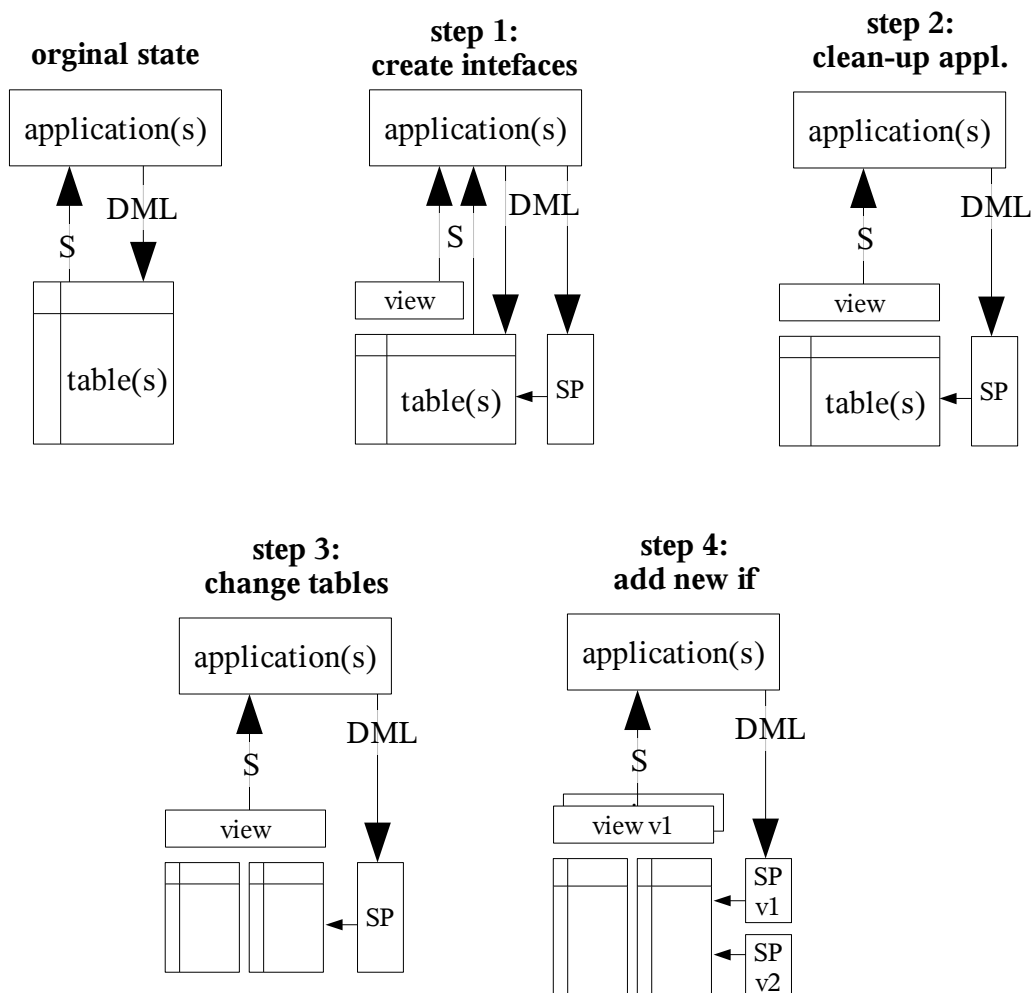 orginal state
application(s)
DML
S
table(s)
step 1:
create intefaces
application(s)
DML
S
view
table(s)
SP
step 2:
clean-up appl.
application(s)
DML
S
view
table(s)
SP
step 3:
change tables
application(s)
DML
S
view
SP
step 4:
add new if
application(s)
DML
S
view v1
SP
v1
SP
v2